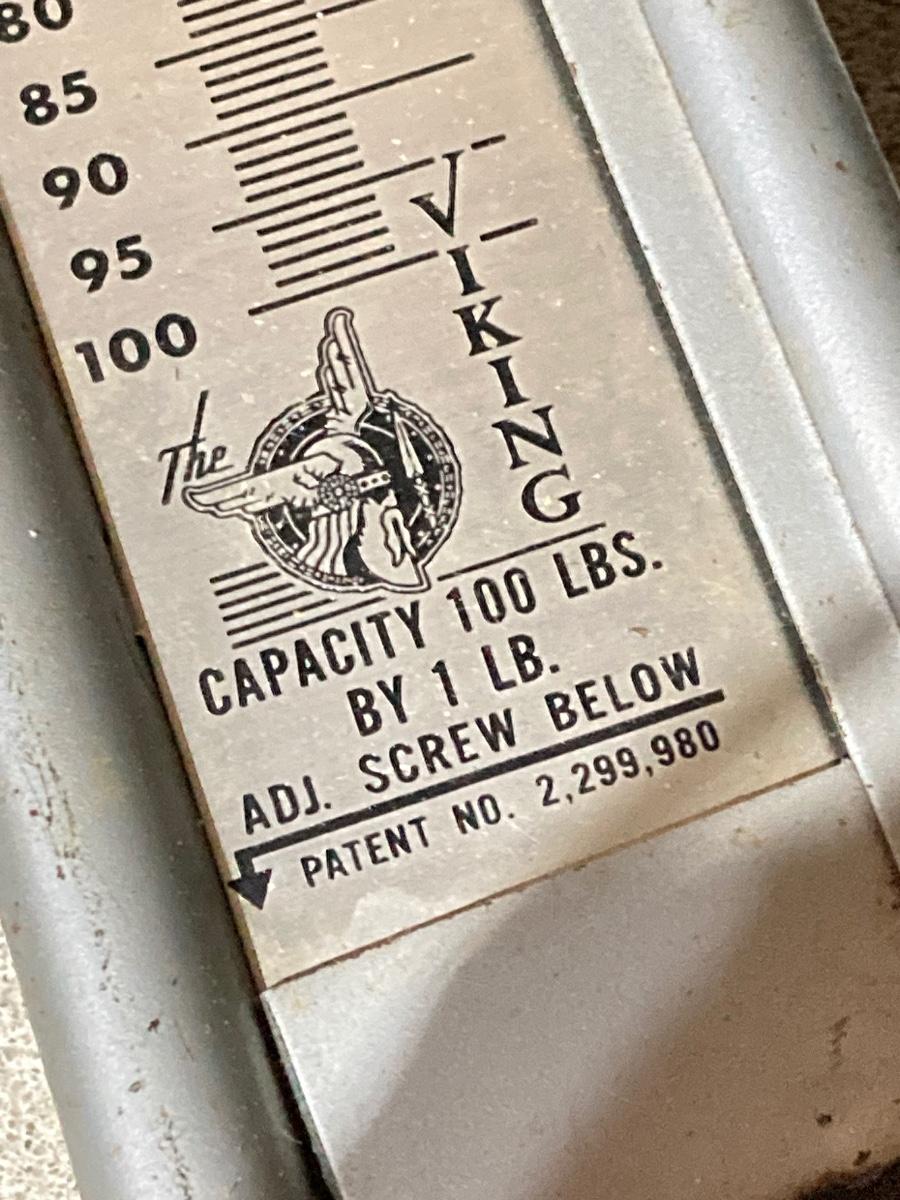 80
85
90
95
100
The
VIKING
CAPACITY 100 LBS.
BY 1 LB.
ADJ. SCREW BELOW
PATENT NO. 2,299,980